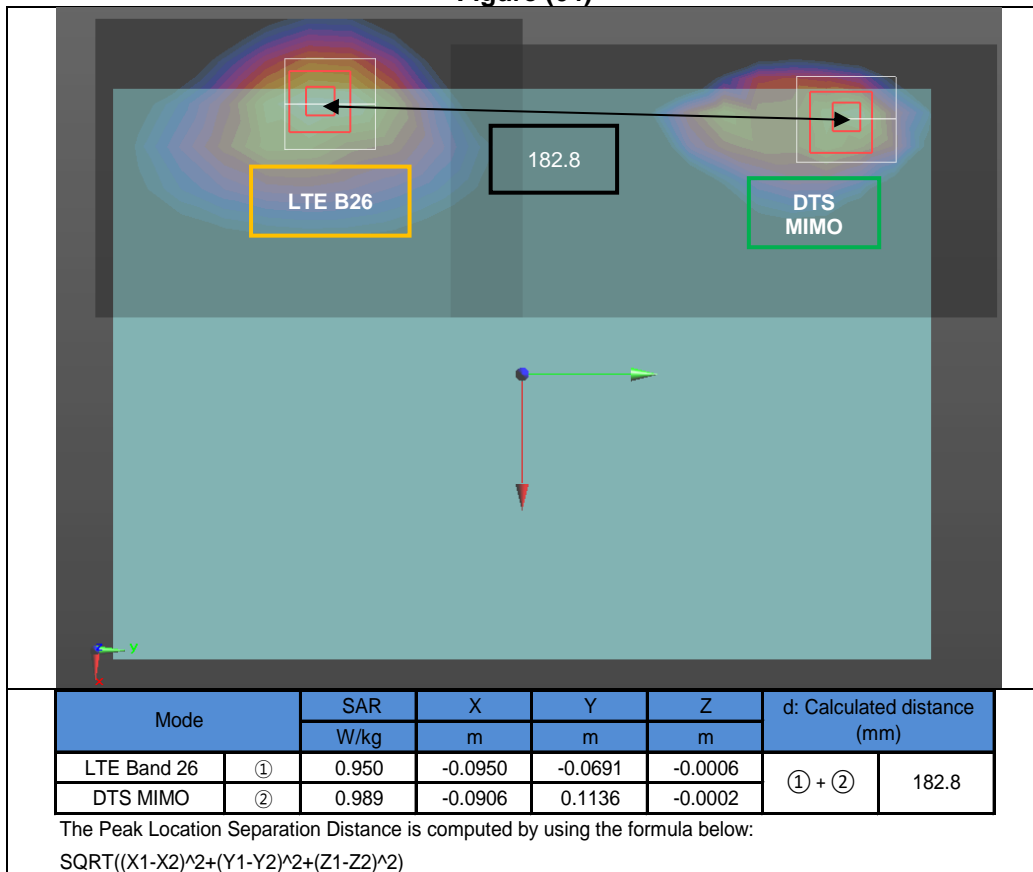 182.8
LTE B26
DTS
MIMO
Y
X
Mode SAR X Y Z d: Calculated distance
(mm)
W/kg m m m
LTE Band 26 ① 0.950 -0.0950 -0.0691 -0.0006 ① + ② 182.8
DTS MIMO ② 0.989 -0.0906 0.1136 -0.0002
The Peak Location Separation Distance is computed by using the formula below:
SQRT((X1-X2)^2+(Y1-Y2)^2+(Z1-Z2)^2)